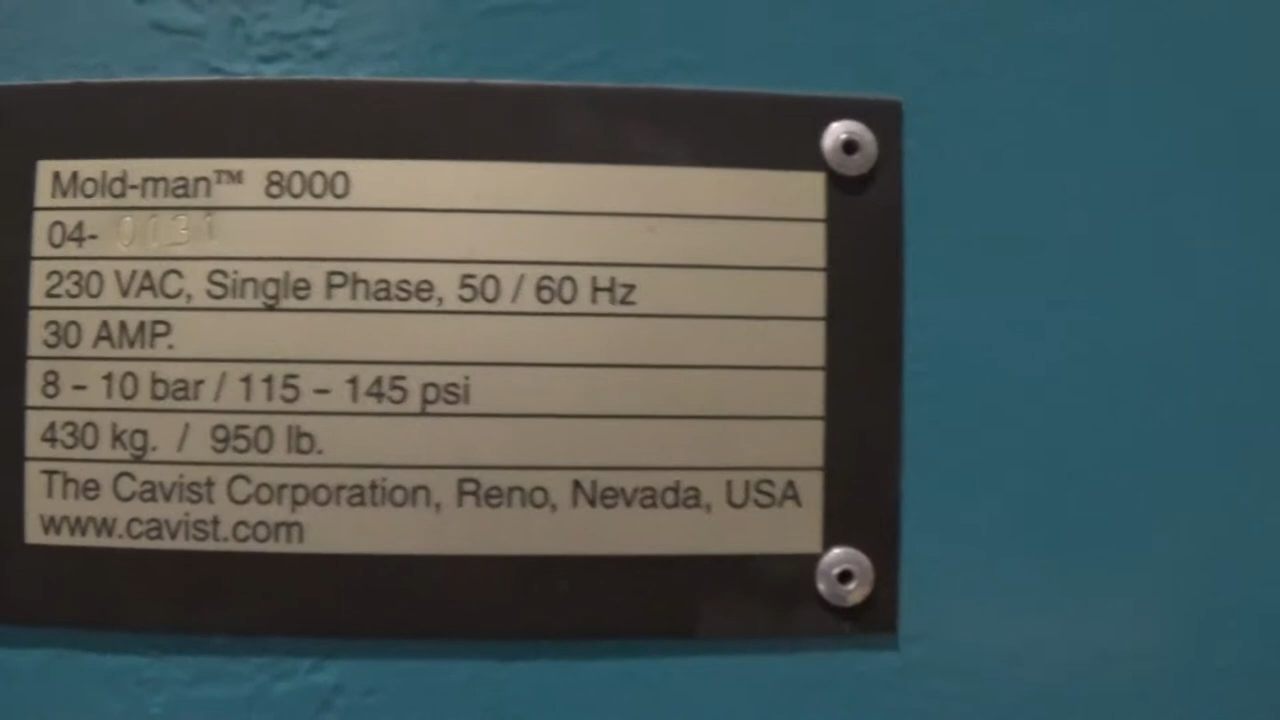 Mold-man™ 8000
04- 0131
230 VAC, Single Phase, 50 / 60 Hz
30 AMP.
8 – 10 bar / 115 – 145 psi
430 kg. / 950 lb.
The Cavist Corporation, Reno, Nevada, USA
www.cavist.com